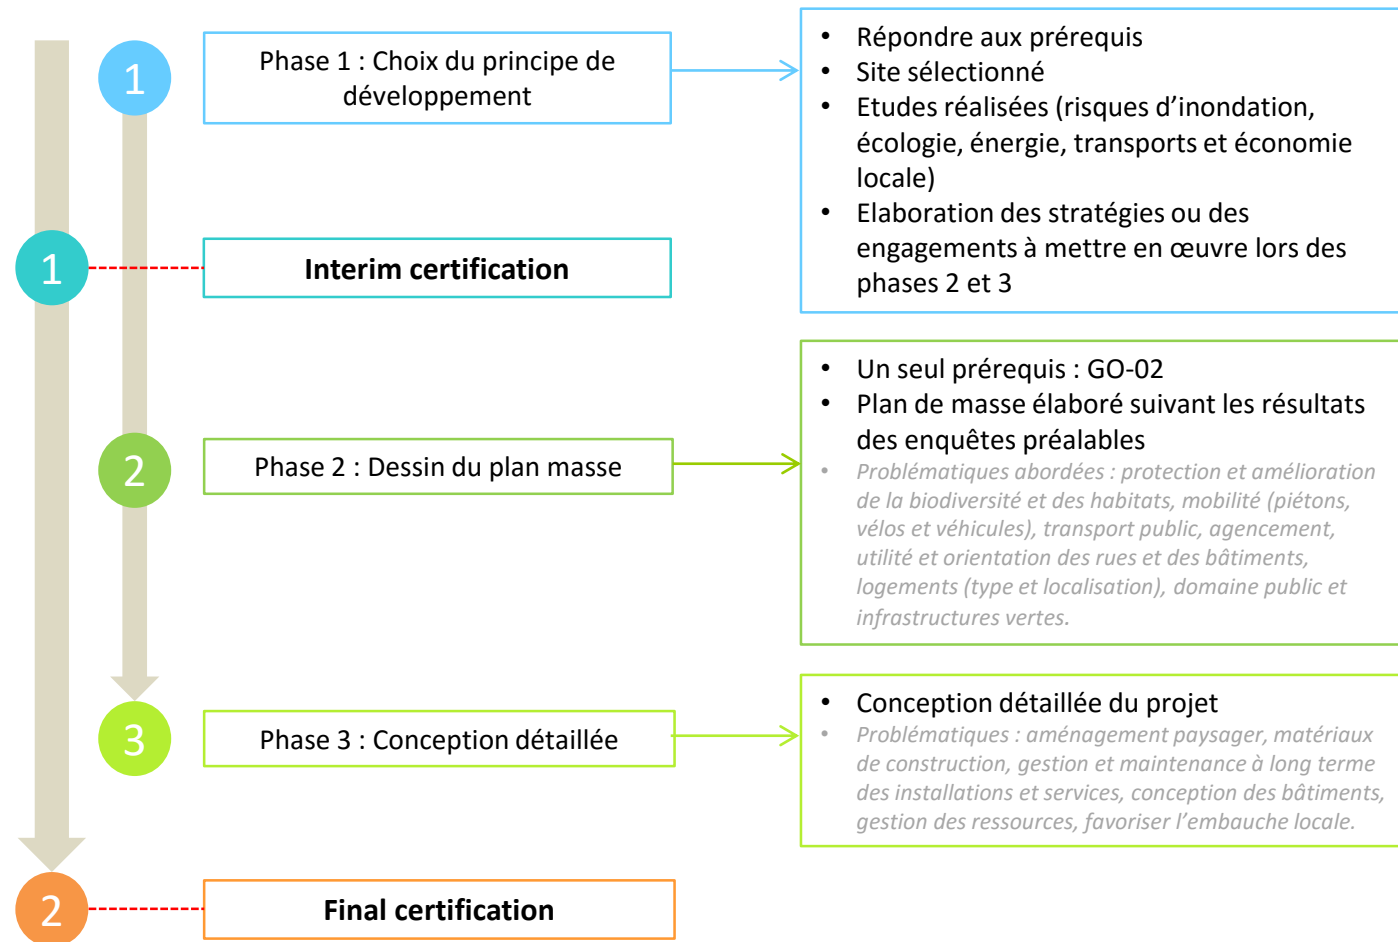 1
Phase 1 : Choix du principe de
développement
• Répondre aux prérequis
• Site sélectionné
• Etudes réalisées (risques d’inondation,
écologie, énergie, transports et économie
locale)
• Elaboration des stratégies ou des
engagements à mettre en œuvre lors des
phases 2 et 3
1
Interim certification
2
Phase 2 : Dessin du plan masse
• Un seul prérequis : GO-02
• Plan de masse élaboré suivant les résultats
des enquêtes préalables
• Problématiques abordées : protection et amélioration
de la biodiversité et des habitats, mobilité (piétons,
vélos et véhicules), transport public, agencement,
utilité et orientation des rues et des bâtiments,
logements (type et localisation), domaine public et
infrastructures vertes.
3
Phase 3 : Conception détaillée
• Conception détaillée du projet
• Problématiques : aménagement paysager, matériaux
de construction, gestion et maintenance à long terme
des installations et services, conception des bâtiments,
gestion des ressources, favoriser l’embauche locale.
2
Final certification